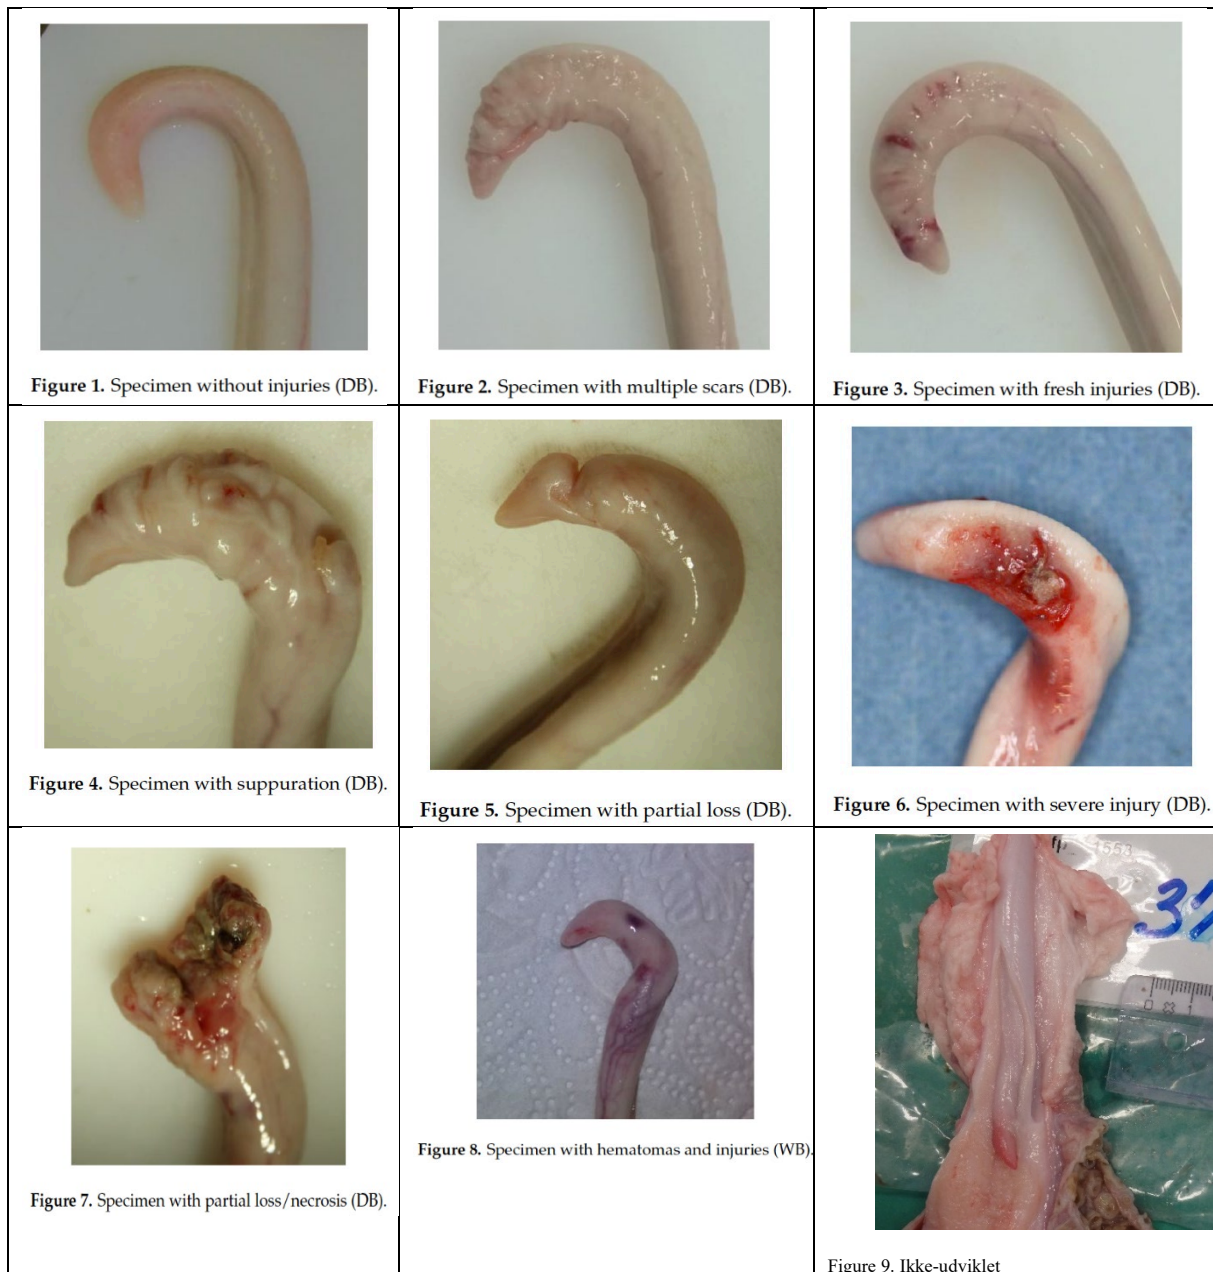 Figure 1. Specimen without injuries (DB).
Figure 2. Specimen with multiple scars (DB).
Figure 3. Specimen with fresh injuries (DB).
Figure 4. Specimen with suppuration (DB).
Figure 5. Specimen with partial loss (DB).
Figure 6. Specimen with severe injury (DB).
1563
0 1
Figure 7. Specimen with partial loss/necrosis (DB).
Figure 8. Specimen with hematomas and injuries (WB).
Figure 9. Ikke-udviklet